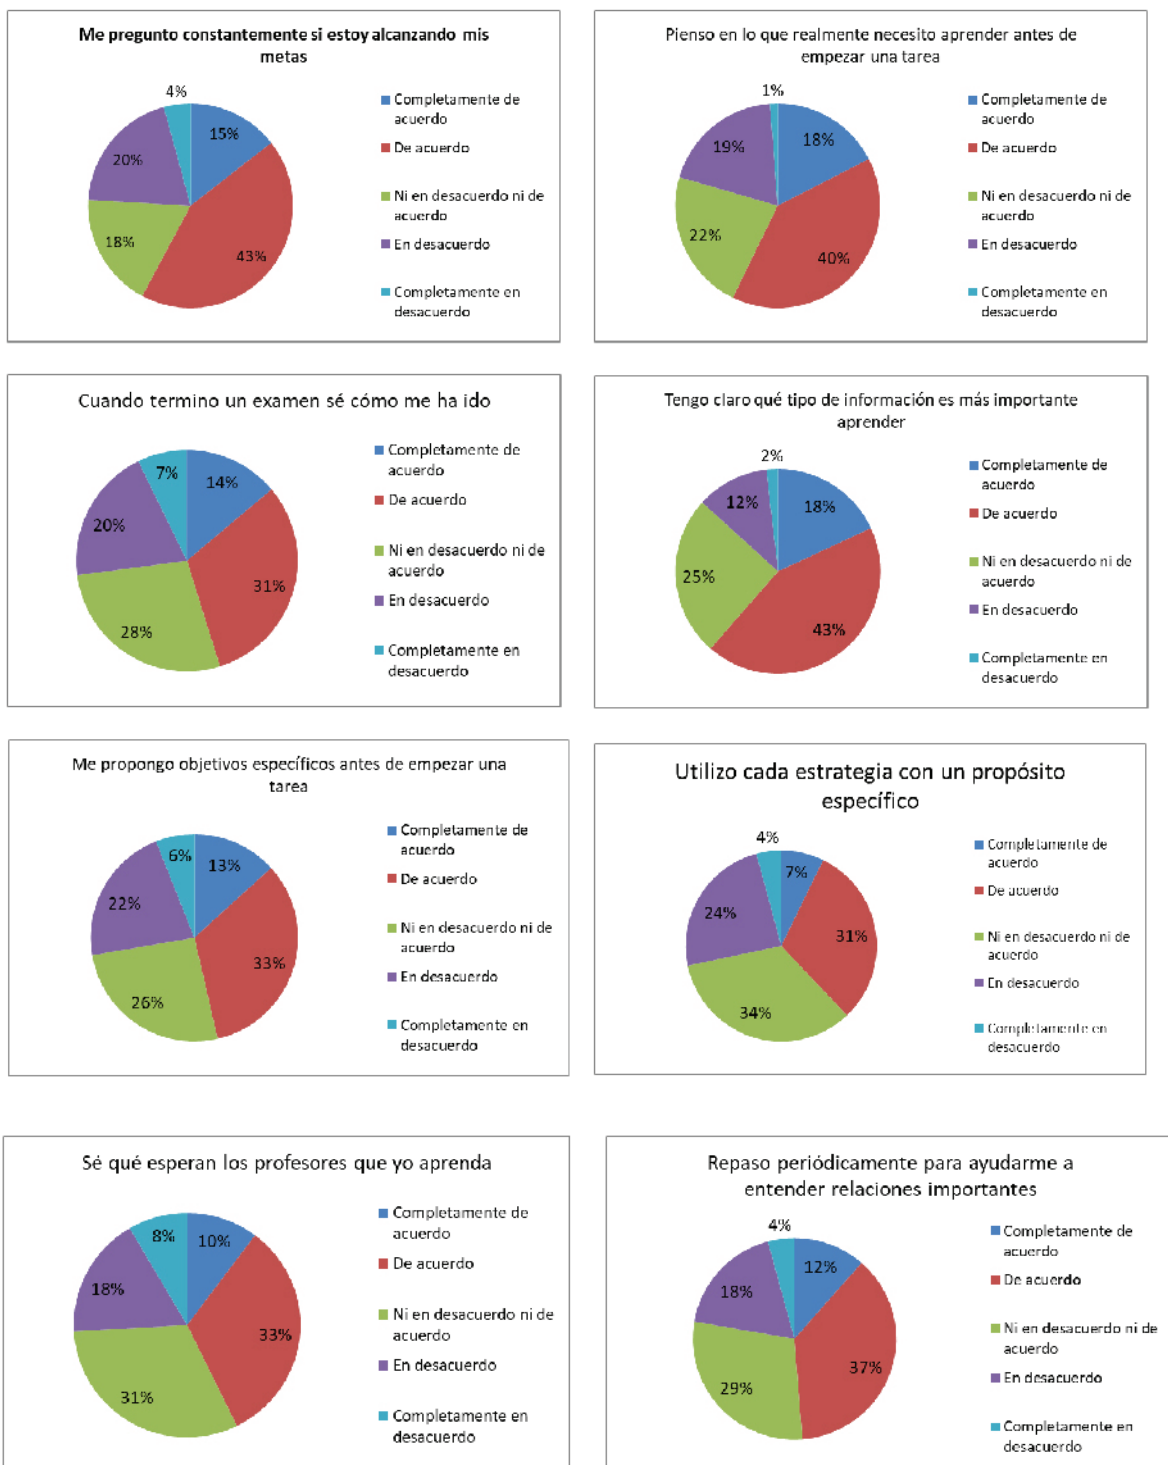 Me pregunto constantemente si estoy alcanzando mis
metas
4%
15%
20%
18%
43%
Completamente de
acuerdo
De acuerdo
Ni en desacuerdo ni de
acuerdo
En desacuerdo
Completamente en
desacuerdo
Pienso en lo que realmente necesito aprender antes de
empezar una tarea
1%
18%
19%
22%
40%
Completamente de
acuerdo
De acuerdo
Ni en desacuerdo ni de
acuerdo
En desacuerdo
Completamente en
desacuerdo
Cuando termino un examen sé cómo me ha ido
7%
14%
20%
31%
28%
Completamente de
acuerdo
De acuerdo
Ni en desacuerdo ni de
acuerdo
En desacuerdo
Completamente en
desacuerdo
Tengo claro qué tipo de información es más importante
aprender
2%
12%
18%
25%
43%
Completamente de
acuerdo
De acuerdo
Ni en desacuerdo ni de
acuerdo
En desacuerdo
Completamente en
desacuerdo
Me propongo objetivos específicos antes de empezar una
tarea
6%
13%
22%
33%
26%
Completamente de
acuerdo
De acuerdo
Ni en desacuerdo ni de
acuerdo
En desacuerdo
Completamente en
desacuerdo
Utilizo cada estrategia con un propósito
específico
4%
7%
24%
31%
34%
Completamente de
acuerdo
De acuerdo
Ni en desacuerdo ni de
acuerdo
En desacuerdo
Completamente en
desacuerdo
Sé qué esperan los profesores que yo aprenda
8%
10%
18%
33%
31%
Completamente de
acuerdo
De acuerdo
Ni en desacuerdo ni de
acuerdo
En desacuerdo
Completamente en
desacuerdo
Repaso periódicamente para ayudarme a
entender relaciones importantes
4%
12%
18%
37%
29%
Completamente de
acuerdo
De acuerdo
Ni en desacuerdo ni de
acuerdo
En desacuerdo
Completamente en
desacuerdo